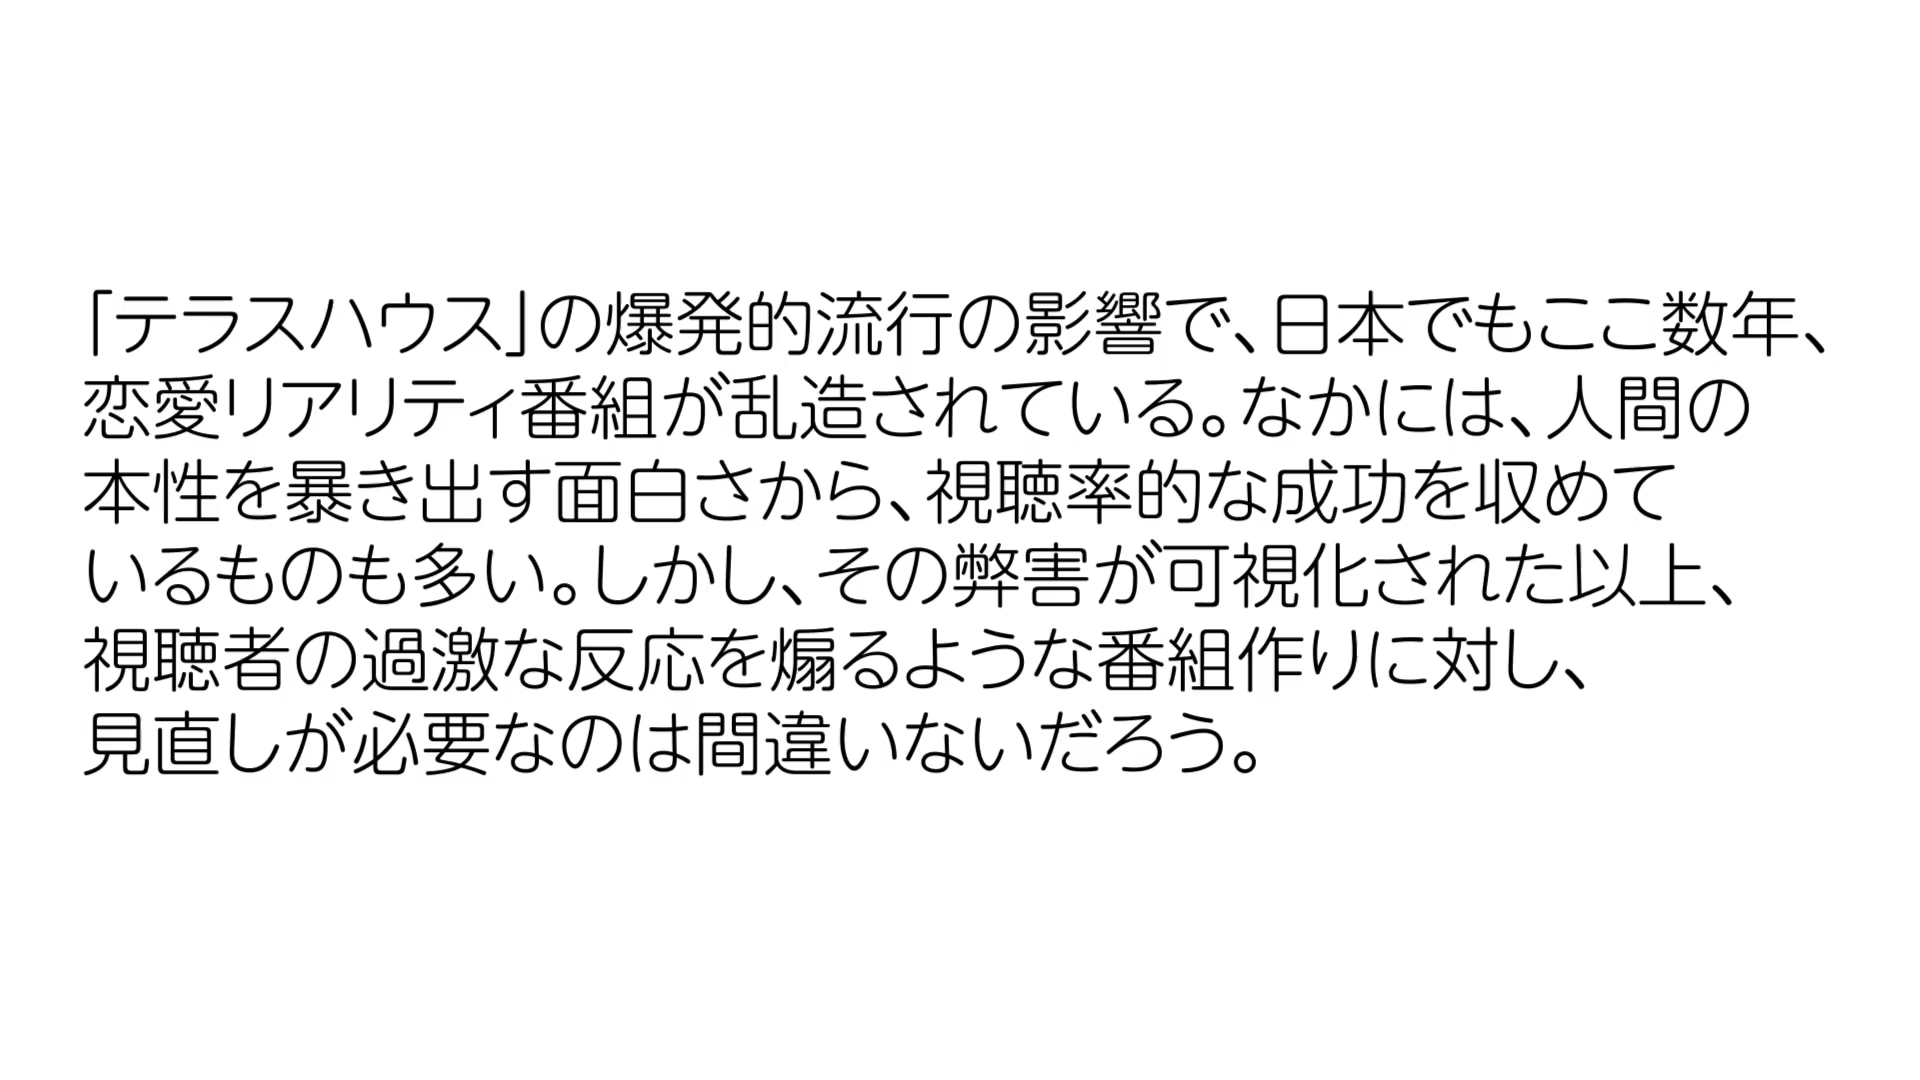 「テラスハウス」の爆発的流行の影響で、日本でもここ数年、
恋愛リアリティ番組が乱造されている。なかには、人間の
本性を暴き出す面白さから、視聴率的な成功を収めて
いるものも多い。しかし、その弊害が可視化された以上、
視聴者の過激な反応を煽るような番組作りに対し、
見直しが必要なのは間違いないだろう。